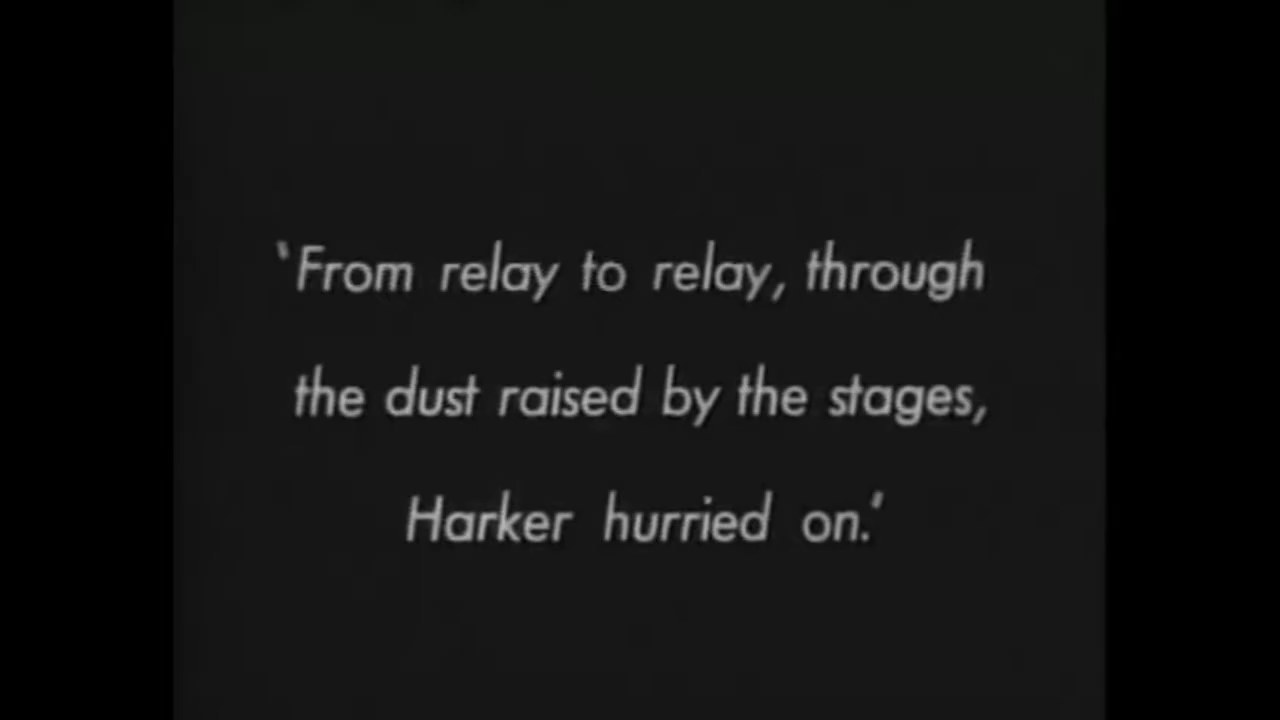 ‘From relay to relay, through
the dust raised by the stages,
Harker hurried on.’